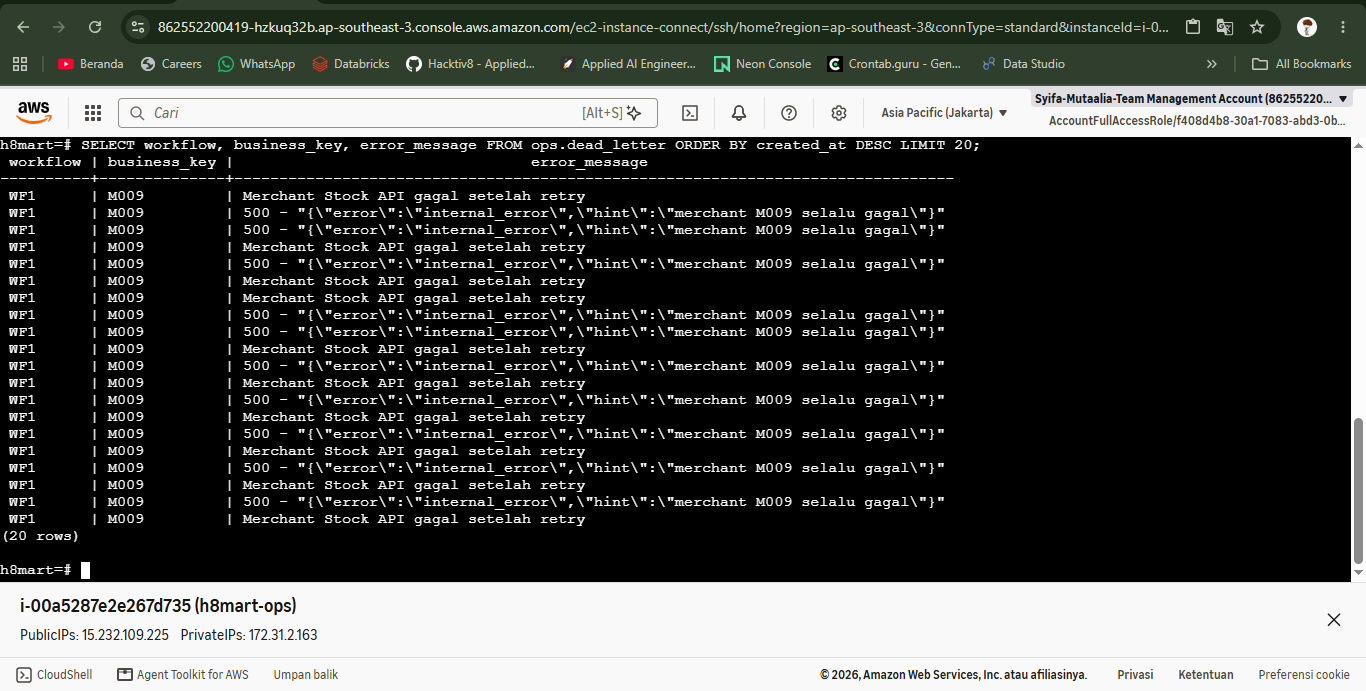 862552200419-hzkuq32b.ap-southeast-3.console.aws.amazon.com/ec2-instance-connect/ssh/home?region=ap-southeast-3&connType=standard&instanceId=i-0...
Beranda Careers WhatsApp Databricks Hacktiv8 - Applied... Applied AI Engineer... Neon Console Crontab.guru - Gen... Data Studio » All Bookmarks
aws Cari [Alt+S] Asia Pacific (Jakarta) Syifa-Mutaalia-Team Management Account (86255220...
AccountFullAccessRole/f408d4b8-30a1-7083-abd3-0b...
h8mart=# SELECT workflow, business_key, error_message FROM ops.dead_letter ORDER BY created_at DESC LIMIT 20;
workflow | business_key | error_message
----------+--------------+--------------------------------------------------------------------------------
WF1 | M009 | Merchant Stock API gagal setelah retry
WF1 | M009 | 500 - "{\"error\":\"internal_error\",\"hint\":\"merchant M009 selalu gagal\"}"
WF1 | M009 | 500 - "{\"error\":\"internal_error\",\"hint\":\"merchant M009 selalu gagal\"}"
WF1 | M009 | Merchant Stock API gagal setelah retry
WF1 | M009 | 500 - "{\"error\":\"internal_error\",\"hint\":\"merchant M009 selalu gagal\"}"
WF1 | M009 | Merchant Stock API gagal setelah retry
WF1 | M009 | Merchant Stock API gagal setelah retry
WF1 | M009 | 500 - "{\"error\":\"internal_error\",\"hint\":\"merchant M009 selalu gagal\"}"
WF1 | M009 | 500 - "{\"error\":\"internal_error\",\"hint\":\"merchant M009 selalu gagal\"}"
WF1 | M009 | Merchant Stock API gagal setelah retry
WF1 | M009 | 500 - "{\"error\":\"internal_error\",\"hint\":\"merchant M009 selalu gagal\"}"
WF1 | M009 | Merchant Stock API gagal setelah retry
WF1 | M009 | 500 - "{\"error\":\"internal_error\",\"hint\":\"merchant M009 selalu gagal\"}"
WF1 | M009 | Merchant Stock API gagal setelah retry
WF1 | M009 | 500 - "{\"error\":\"internal_error\",\"hint\":\"merchant M009 selalu gagal\"}"
WF1 | M009 | Merchant Stock API gagal setelah retry
WF1 | M009 | 500 - "{\"error\":\"internal_error\",\"hint\":\"merchant M009 selalu gagal\"}"
WF1 | M009 | Merchant Stock API gagal setelah retry
WF1 | M009 | 500 - "{\"error\":\"internal_error\",\"hint\":\"merchant M009 selalu gagal\"}"
WF1 | M009 | Merchant Stock API gagal setelah retry
(20 rows)
h8mart=#
i-00a5287e2e267d735 (h8mart-ops)
PublicIPs: 15.232.109.225 PrivateIPs: 172.31.2.163
CloudShell Agent Toolkit for AWS Umpan balik © 2026, Amazon Web Services, Inc. atau afiliasinya. Privasi Ketentuan Preferensi cookie